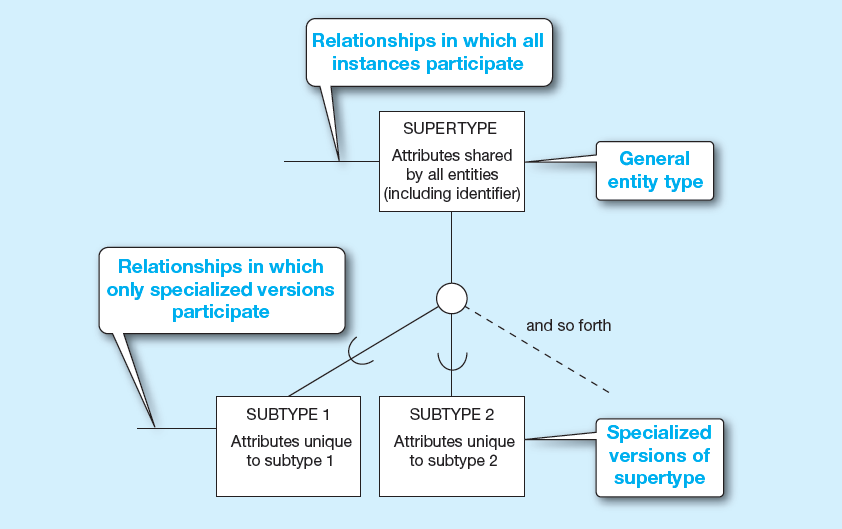 Relationships in which all
instances participate
SUPERTYPE
Attributes shared
by all entities
(including identifier)
General
entity type
Relationships in which
only specialized versions
participate
and so forth
SUBTYPE 1
Attributes unique
to subtype 1
SUBTYPE 2
Attributes unique
to subtype 2
Specialized
versions of
supertype